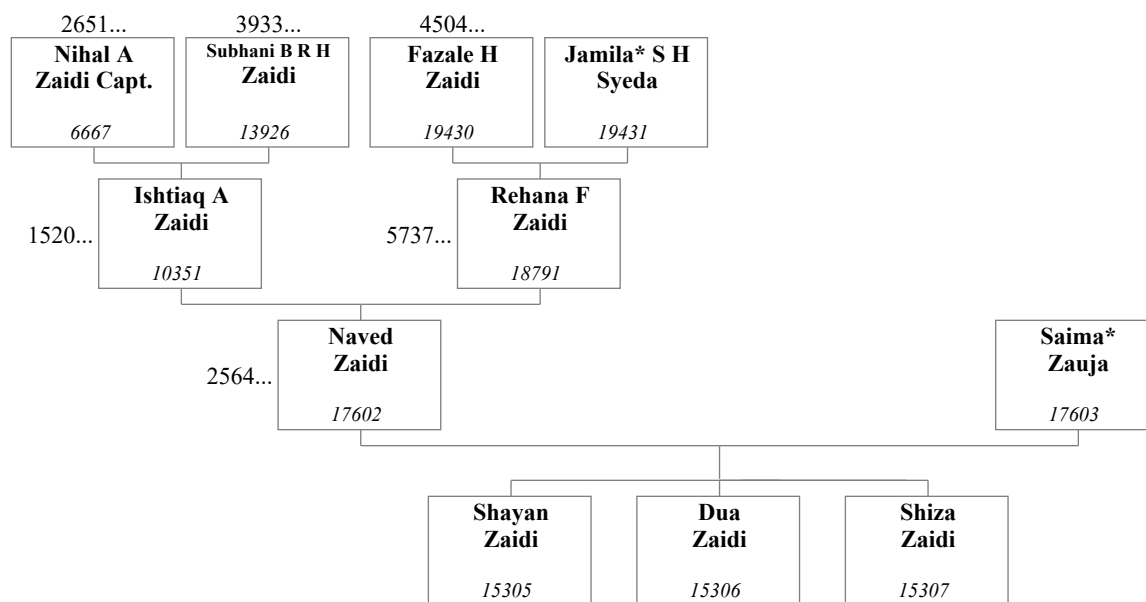 2651...
3933...
4504...
Nihal A
Zaidi Capt.
6667
Subhani B R H
Zaidi
13926
Fazale H
Zaidi
19430
Jamila* S H
Syeda
19431
1520...
Ishtiaq A
Zaidi
10351
5737...
Rehana F
Zaidi
18791
2564...
Naved
Zaidi
17602
Saima*
Zauja
17603
Shayan
Zaidi
15305
Dua
Zaidi
15306
Shiza
Zaidi
15307